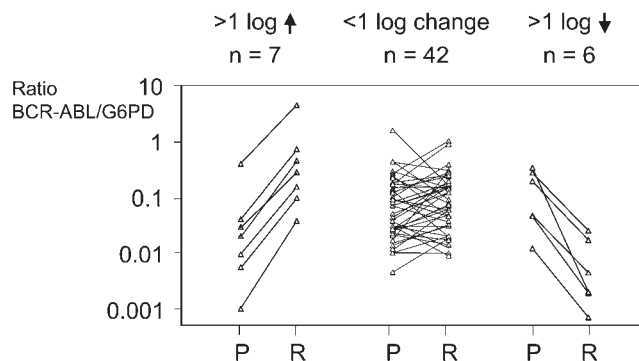 >1 log ↑ <1 log change >1 log ↓
n = 7 n = 42 n = 6
Ratio
BCR-ABL/G6PD
10
1
0.1
0.01
0.001
P R P R P R